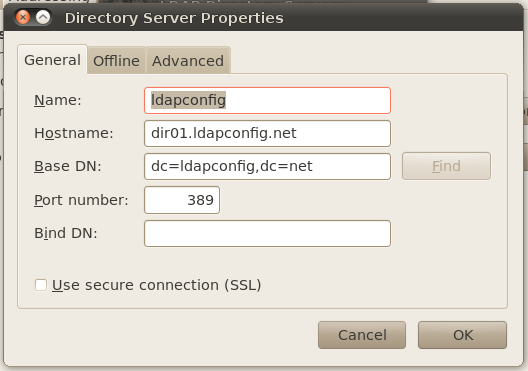 Directory Server Properties
General Offline Advanced
Name: ldapconfig
Hostname: dir01.ldapconfig.net
Base DN: dc=ldapconfig,dc=net Find
Port number: 389
Bind DN:
Use secure connection (SSL)
Cancel OK